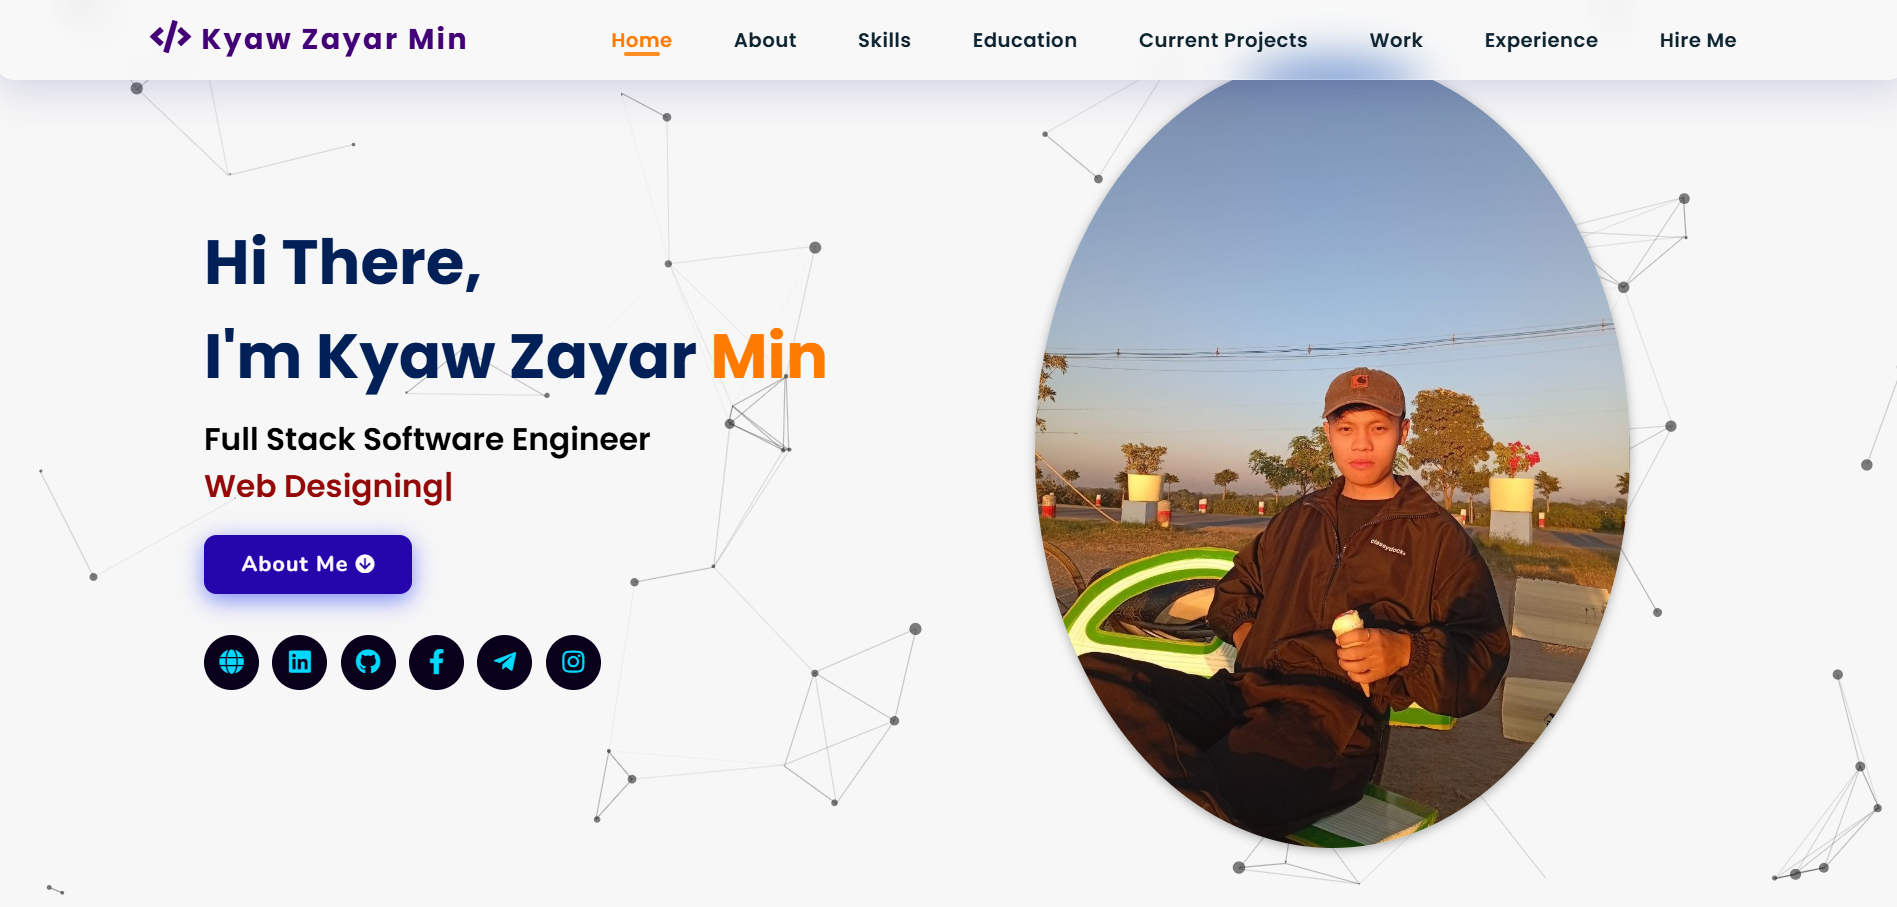 </> Kyaw Zayar Min
Home About Skills Education Current Projects Work Experience Hire Me
Hi There,
I'm Kyaw Zayar Min
Full Stack Software Engineer
Web Designing|
About Me
classydock